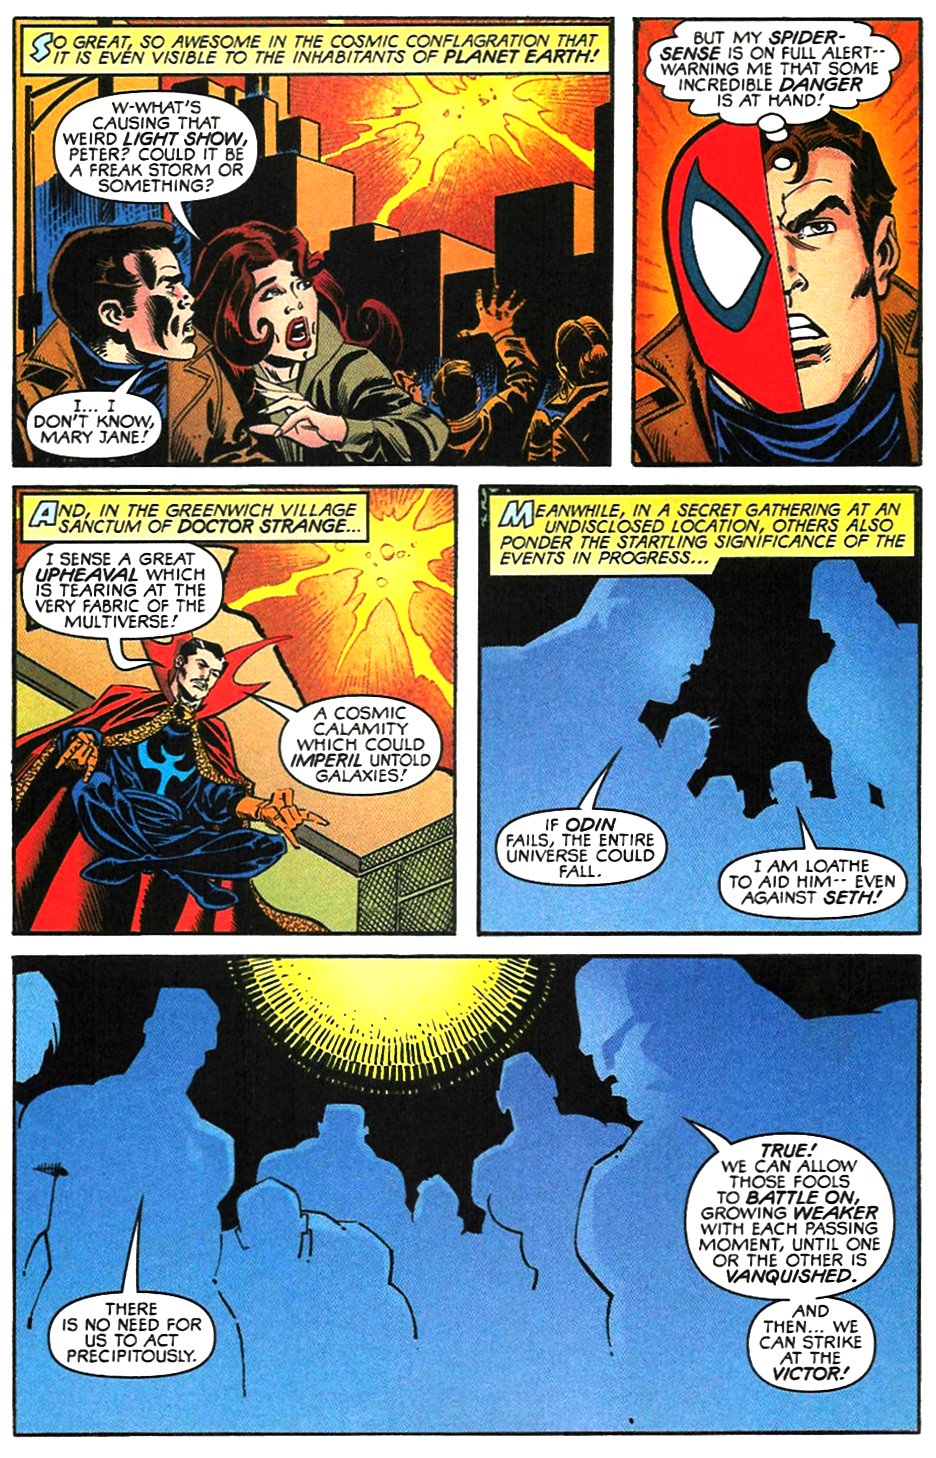 SO GREAT, SO AWESOME IN THE COSMIC CONFLAGRATION THAT
IT IS EVEN VISIBLE TO THE INHABITANTS OF PLANET EARTH!
W-WHAT'S
CAUSING THAT
WEIRD LIGHT SHOW,
PETER? COULD IT BE
A FREAK STORM OR
SOMETHING?
I... I
DON'T KNOW,
MARY JANE!
BUT MY SPIDER-
SENSE IS ON FULL ALERT--
WARNING ME THAT SOME
INCREDIBLE DANGER
IS AT HAND!
AND, IN THE GREENWICH VILLAGE
SANCTUM OF DOCTOR STRANGE...
I SENSE A GREAT
UPHEAVAL WHICH
IS TEARING AT THE
VERY FABRIC OF THE
MULTIVERSE!
A COSMIC
CALAMITY
WHICH COULD
IMPERIL UNTOLD
GALAXIES!
MEANWHILE, IN A SECRET GATHERING AT AN
UNDISCLOSED LOCATION, OTHERS ALSO
PONDER THE STARTLING SIGNIFICANCE OF THE
EVENTS IN PROGRESS...
IF ODIN
FAILS, THE ENTIRE
UNIVERSE COULD
FALL.
I AM LOATHE
TO AID HIM-- EVEN
AGAINST SETH!
THERE
IS NO NEED FOR
US TO ACT
PRECIPITOUSLY.
TRUE!
WE CAN ALLOW
THOSE FOOLS
TO BATTLE ON,
GROWING WEAKER
WITH EACH PASSING
MOMENT, UNTIL ONE
OR THE OTHER IS
VANQUISHED.
AND
THEN... WE
CAN STRIKE
AT THE
VICTOR!